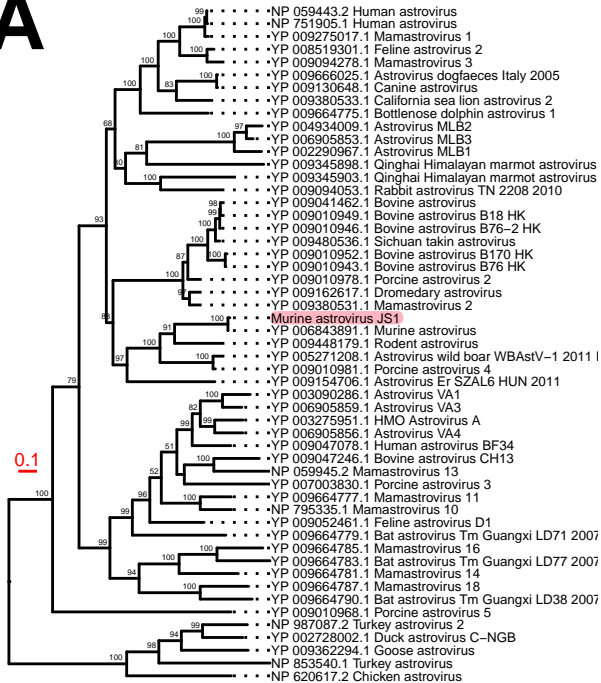 A
NP 059443.2 Human astrovirus
NP 751905.1 Human astrovirus
YP 009275017.1 Mamastrovirus 1
YP 008519301.1 Feline astrovirus 2
YP 009094278.1 Mamastrovirus 3
YP 009666025.1 Astrovirus dogfaeces Italy 2005
YP 009130648.1 Canine astrovirus
YP 009380533.1 California sea lion astrovirus 2
YP 009664775.1 Bottlenose dolphin astrovirus 1
YP 004934009.1 Astrovirus MLB2
YP 006905853.1 Astrovirus MLB3
YP 002290967.1 Astrovirus MLB1
YP 009345898.1 Qinghai Himalayan marmot astrovirus
YP 009345903.1 Qinghai Himalayan marmot astrovirus
YP 009094053.1 Rabbit astrovirus TN 2208 2010
YP 009041462.1 Bovine astrovirus
YP 009010949.1 Bovine astrovirus B18 HK
YP 009010946.1 Bovine astrovirus B76−2 HK
YP 009480536.1 Sichuan takin astrovirus
YP 009010952.1 Bovine astrovirus B170 HK
YP 009010943.1 Bovine astrovirus B76 HK
YP 009010978.1 Porcine astrovirus 2
YP 009162617.1 Dromedary astrovirus
YP 009380531.1 Mamastrovirus 2
Murine astrovirus JS1
YP 006843891.1 Murine astrovirus
YP 009448179.1 Rodent astrovirus
YP 005271208.1 Astrovirus wild boar WBAstV−1 2011
YP 009010981.1 Porcine astrovirus 4
YP 009154706.1 Astrovirus Er SZAL6 HUN 2011
YP 003090286.1 Astrovirus VA1
YP 006905859.1 Astrovirus VA3
YP 003275951.1 HMO Astrovirus A
YP 006905856.1 Astrovirus VA4
YP 009047078.1 Human astrovirus BF34
YP 009047246.1 Bovine astrovirus CH13
NP 059945.2 Mamastrovirus 13
YP 007003830.1 Porcine astrovirus 3
YP 009664777.1 Mamastrovirus 11
NP 795335.1 Mamastrovirus 10
YP 009052461.1 Feline astrovirus D1
YP 009664779.1 Bat astrovirus Tm Guangxi LD71 2007
YP 009664785.1 Mamastrovirus 16
YP 009664783.1 Bat astrovirus Tm Guangxi LD77 2007
YP 009664781.1 Mamastrovirus 14
YP 009664787.1 Mamastrovirus 18
YP 009664790.1 Bat astrovirus Tm Guangxi LD38 2007
YP 009010968.1 Porcine astrovirus 5
NP 987087.2 Turkey astrovirus 2
YP 002728002.1 Duck astrovirus C−NGB
YP 009362294.1 Goose astrovirus
NP 853540.1 Turkey astrovirus
NP 620617.2 Chicken astrovirus
0.1